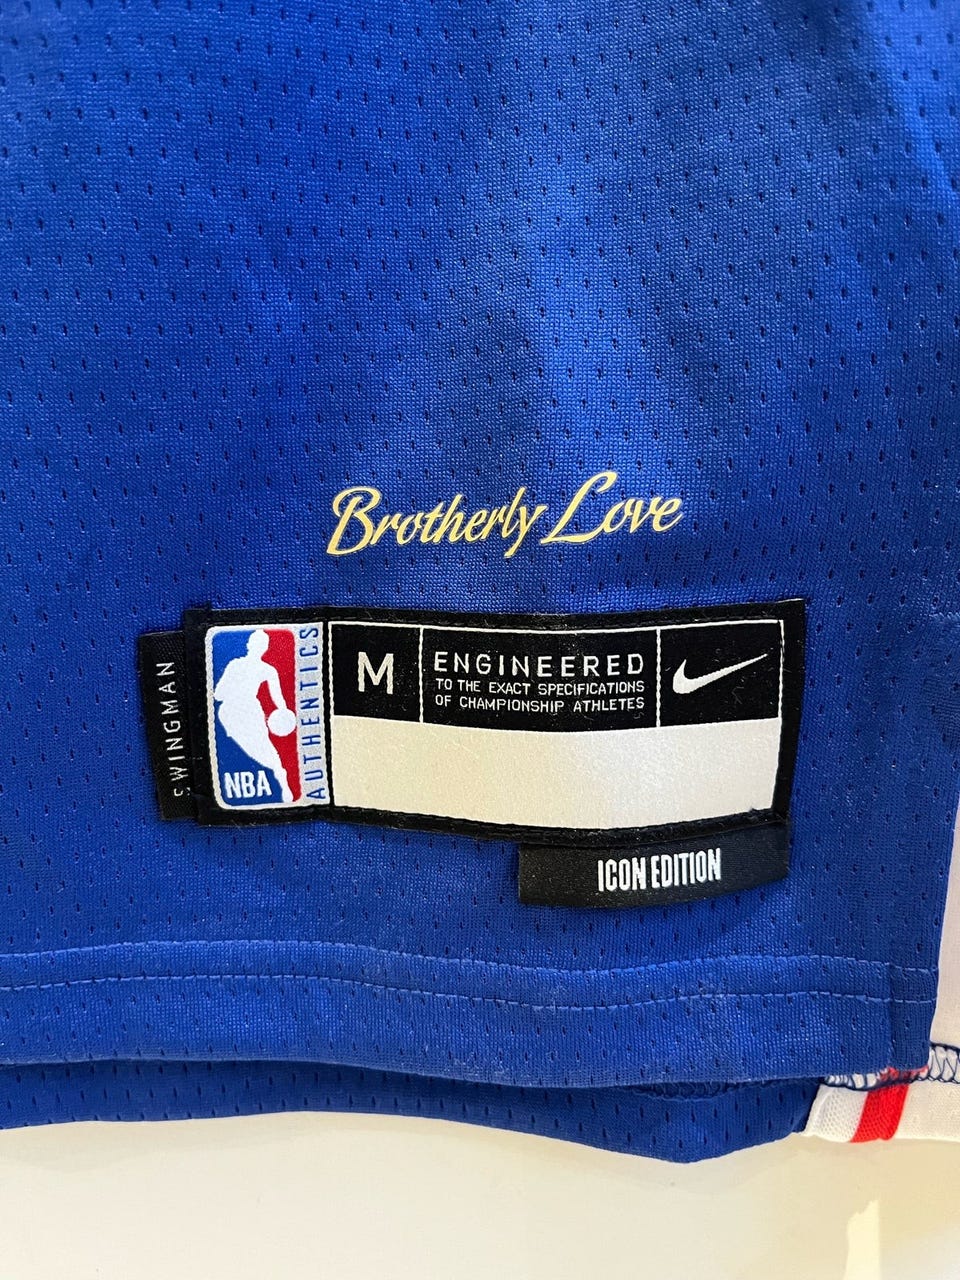 Brotherly Love
SWINGMAN
NBA
AUTHENTICS
M
ENGINEERED
TO THE EXACT SPECIFICATIONS
OF CHAMPIONSHIP ATHLETES
ICON EDITION